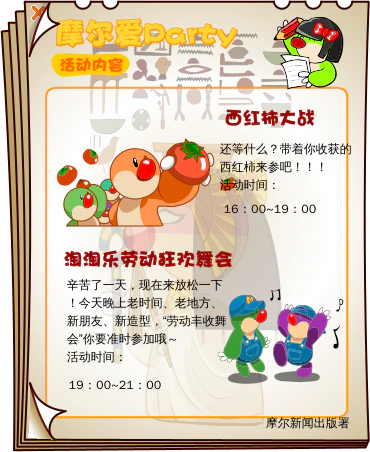 摩尔爱Party
活动内容
西红柿大战
还等什么？带着你收获的
西红柿来参吧！！！
活动时间：
16：00~19：00
淘淘乐劳动狂欢舞会
辛苦了一天，现在来放松一下
！今天晚上老时间、老地方、
新朋友、新造型，“劳动丰收舞
会”你要准时参加哦～
活动时间：
19：00~21：00
摩尔新闻出版署